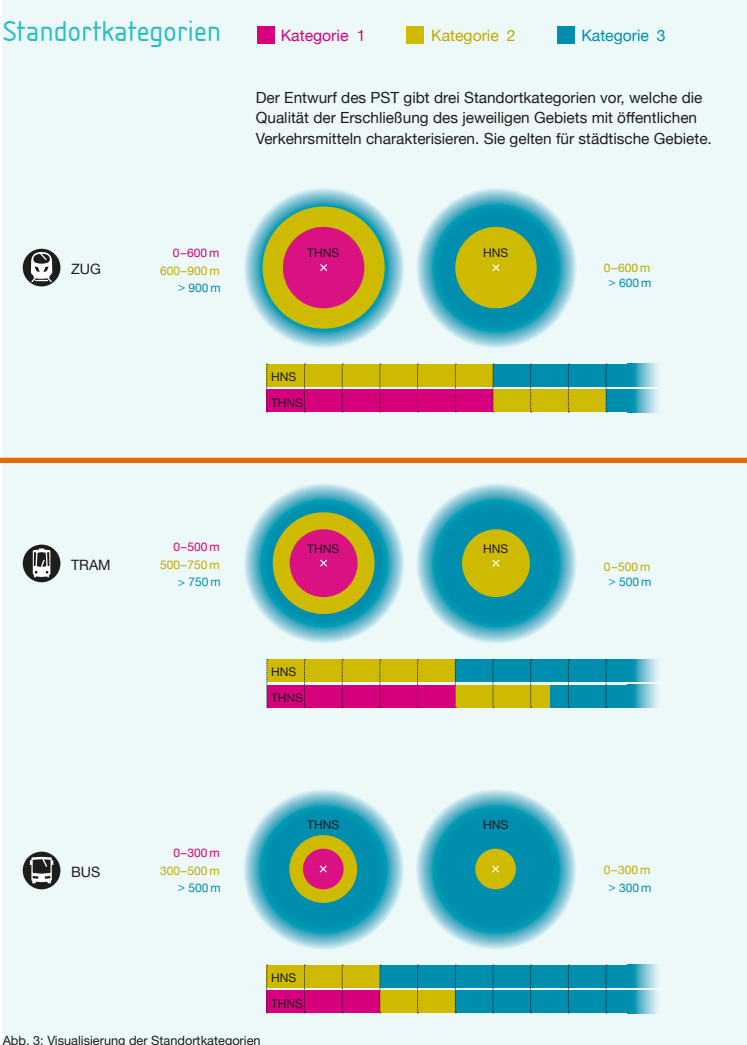 Standortkategorien
Kategorie 1
Kategorie 2
Kategorie 3
Der Entwurf des PST gibt drei Standortkategorien vor, welche die
Qualität der Erschließung des jeweiligen Gebiets mit öffentlichen
Verkehrsmitteln charakterisieren. Sie gelten für städtische Gebiete.
ZUG
0–600 m
600–900 m
> 900 m
THNS
HNS
0–600 m
> 600 m
HNS
THNS
TRAM
0–500 m
500–750 m
> 750 m
THNS
HNS
0–500 m
> 500 m
HNS
THNS
BUS
0–300 m
300–500 m
> 500 m
THNS
HNS
0–300 m
> 300 m
HNS
THNS
Abb. 3: Visualisierung der Standortkategorien